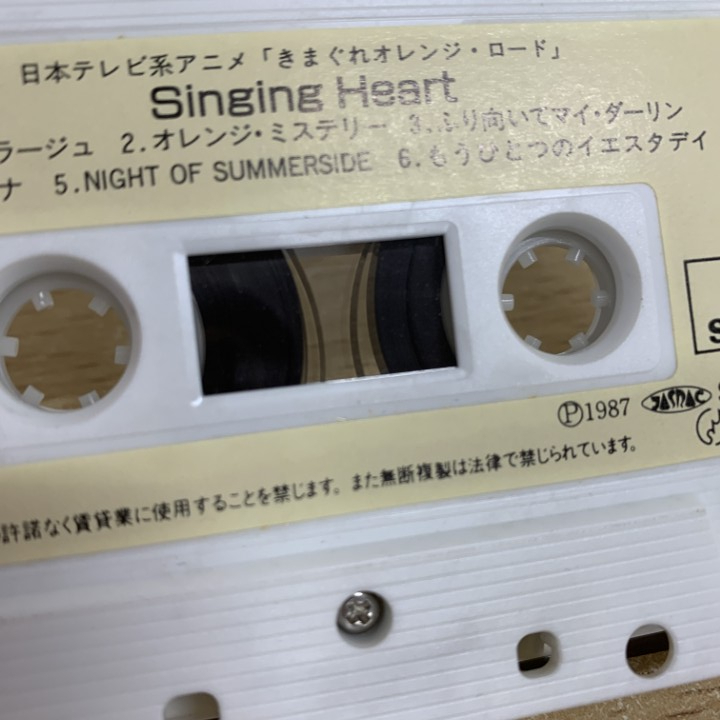 日本テレビ系アニメ「きまぐれオレンジ・ロード」
Singing Heart
ラージュ 2.オレンジ・ミステリー 3.ふり向いてマイ・ダーリン
ナ 5.NIGHT OF SUMMERSIDE 6.もうひとつのイエスタデイ
S
Ⓟ1987 JASRAC
許諾なく賃貸業に使用することを禁じます。また無断複製は法律で禁じられています。